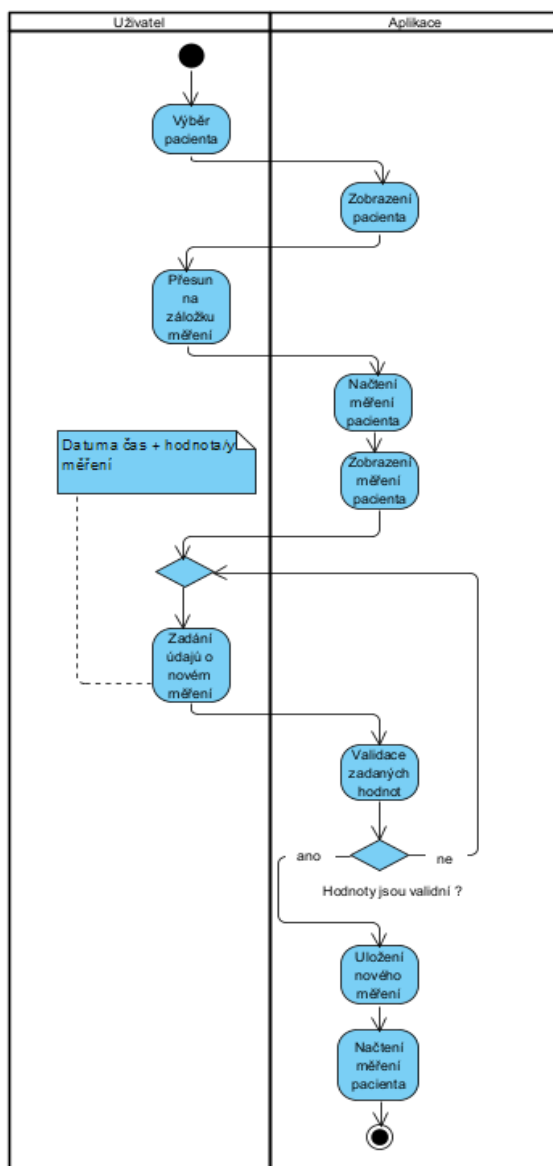 Uživatel
Aplikace
Výběr
pacienta
Zobrazení
pacienta
Přesun
na
záložku
měření
Načtení
měření
pacienta
Zobrazení
měření
pacienta
Datuma čas + hodnota/y
měření
Zadání
údajů o
novém
měření
Validace
zadaných
hodnot
ano
ne
Hodnoty jsou validní ?
Uložení
nového
měření
Načtení
měření
pacienta